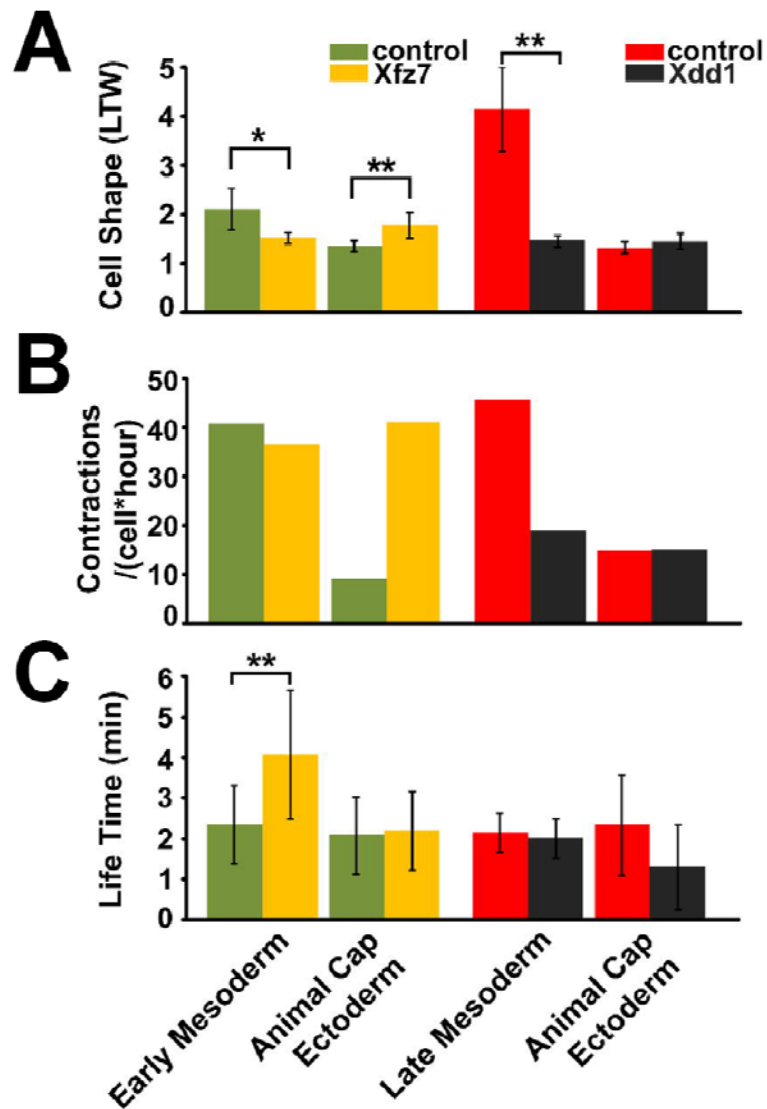 A
control
Xfz7
control
Xdd1
Cell Shape (LTW)
5
4
3
2
1
0
*
**
**
B
Contractions
/(cell*hour)
50
40
30
20
10
0
C
Life Time (min)
6
5
4
3
2
1
0
**
Early Mesoderm
Animal Cap
Ectoderm
Late Mesoderm
Animal Cap
Ectoderm